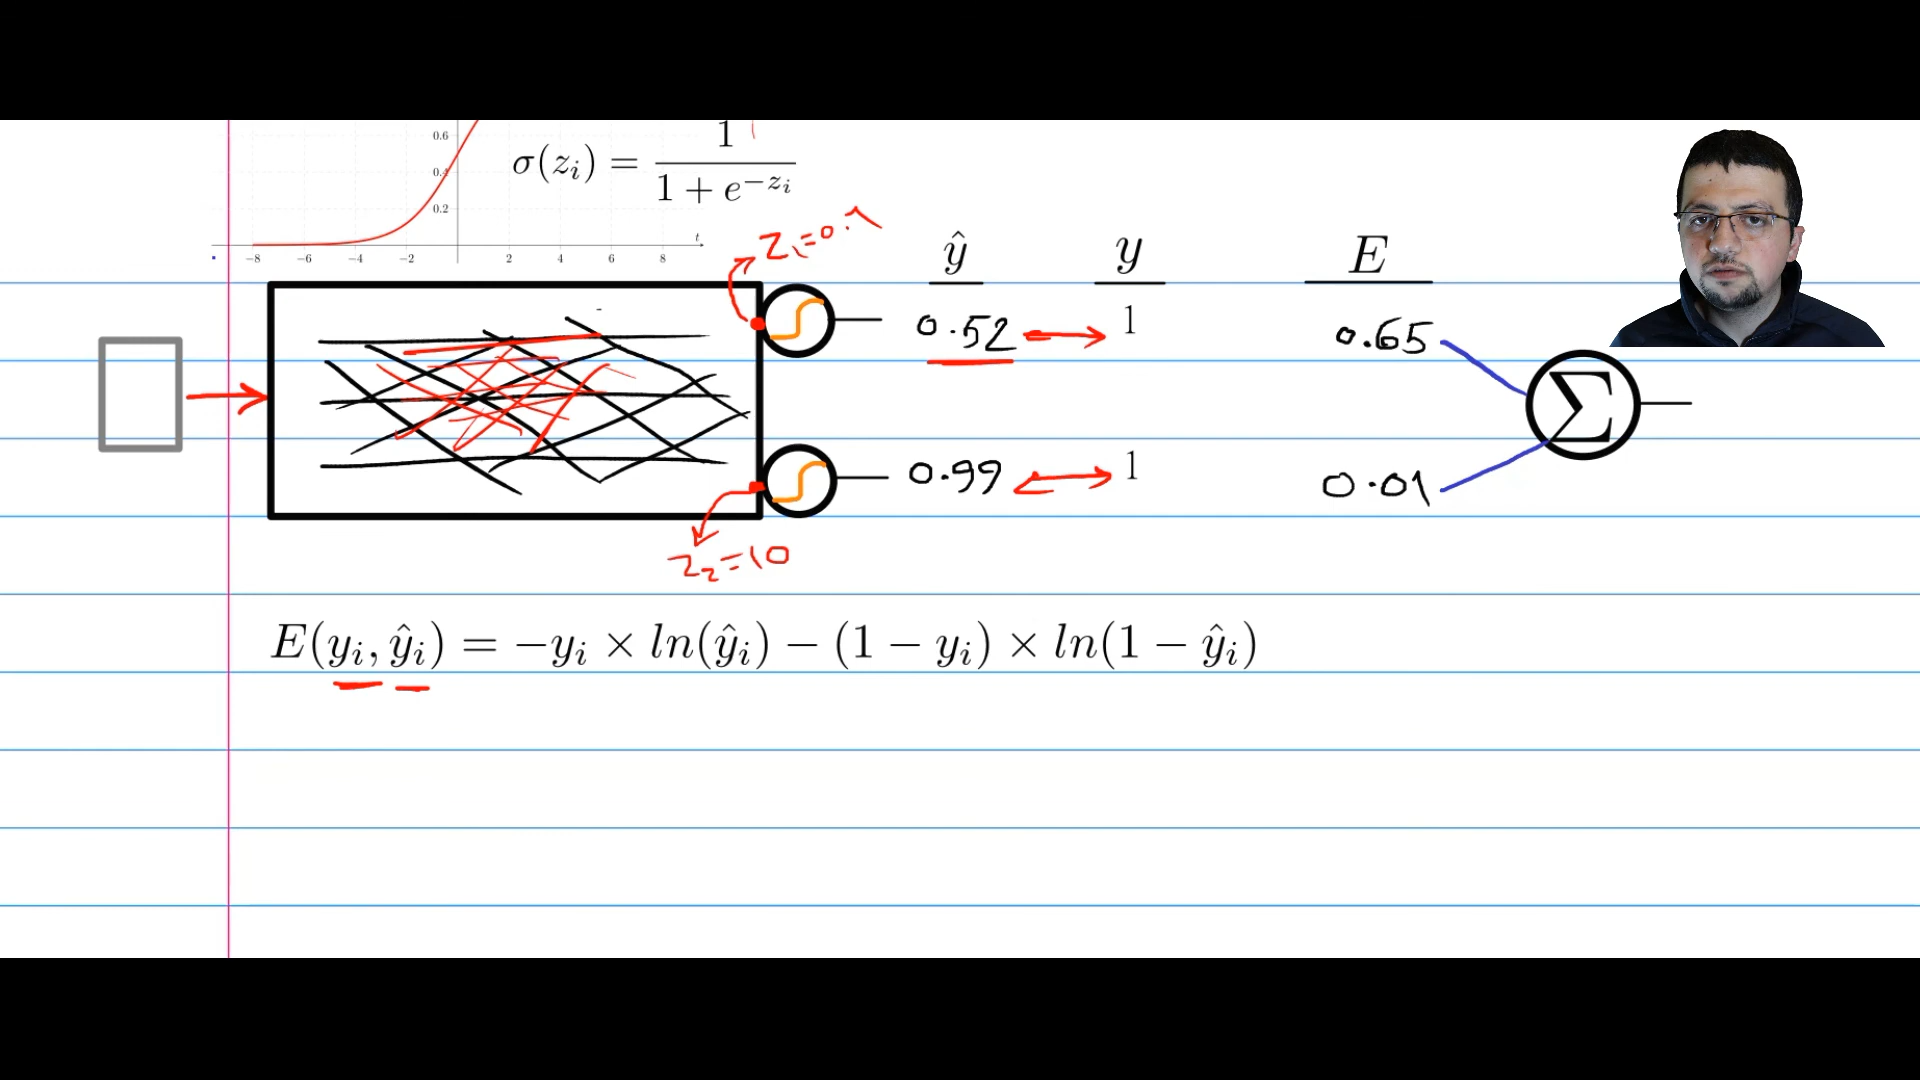 0.6
0.4
0.2
-8 -6 -4 -2 2 4 6 8 t
σ(z_i) = 1 / (1 + e^{-z_i})
z₁=0.1
ŷ y E
0.52 1 0.65
Σ
0.99 1 0.01
z₂=10
E(y_i, ŷ_i) = −y_i × ln(ŷ_i) − (1 − y_i) × ln(1 − ŷ_i)